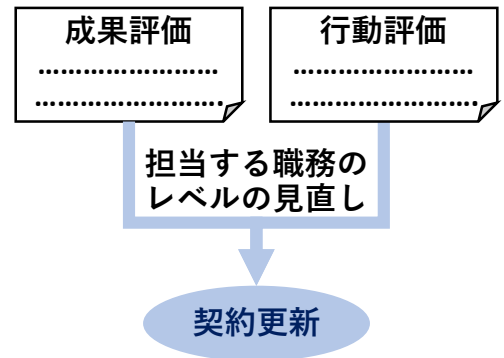 成果評価
行動評価
担当する職務の
レベルの見直し
契約更新